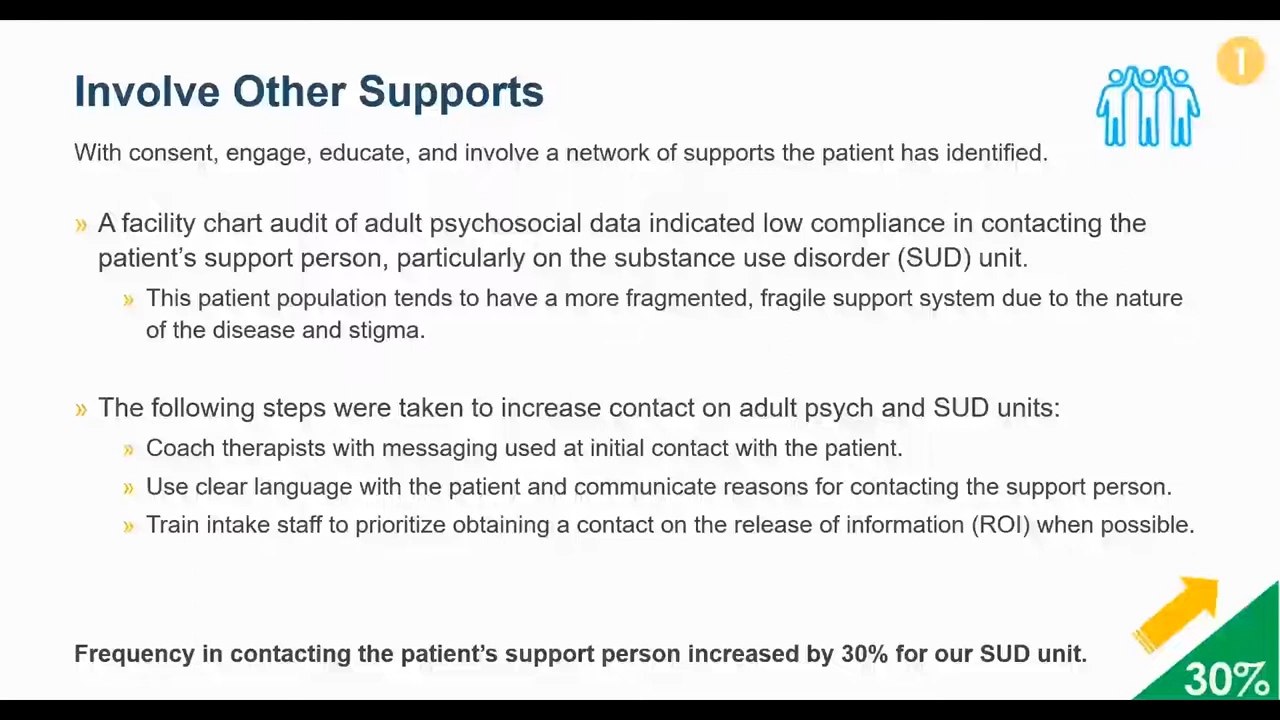 1
Involve Other Supports
With consent, engage, educate, and involve a network of supports the patient has identified.
» A facility chart audit of adult psychosocial data indicated low compliance in contacting the
patient’s support person, particularly on the substance use disorder (SUD) unit.
» This patient population tends to have a more fragmented, fragile support system due to the nature
of the disease and stigma.
» The following steps were taken to increase contact on adult psych and SUD units:
» Coach therapists with messaging used at initial contact with the patient.
» Use clear language with the patient and communicate reasons for contacting the support person.
» Train intake staff to prioritize obtaining a contact on the release of information (ROI) when possible.
Frequency in contacting the patient’s support person increased by 30% for our SUD unit.
30%